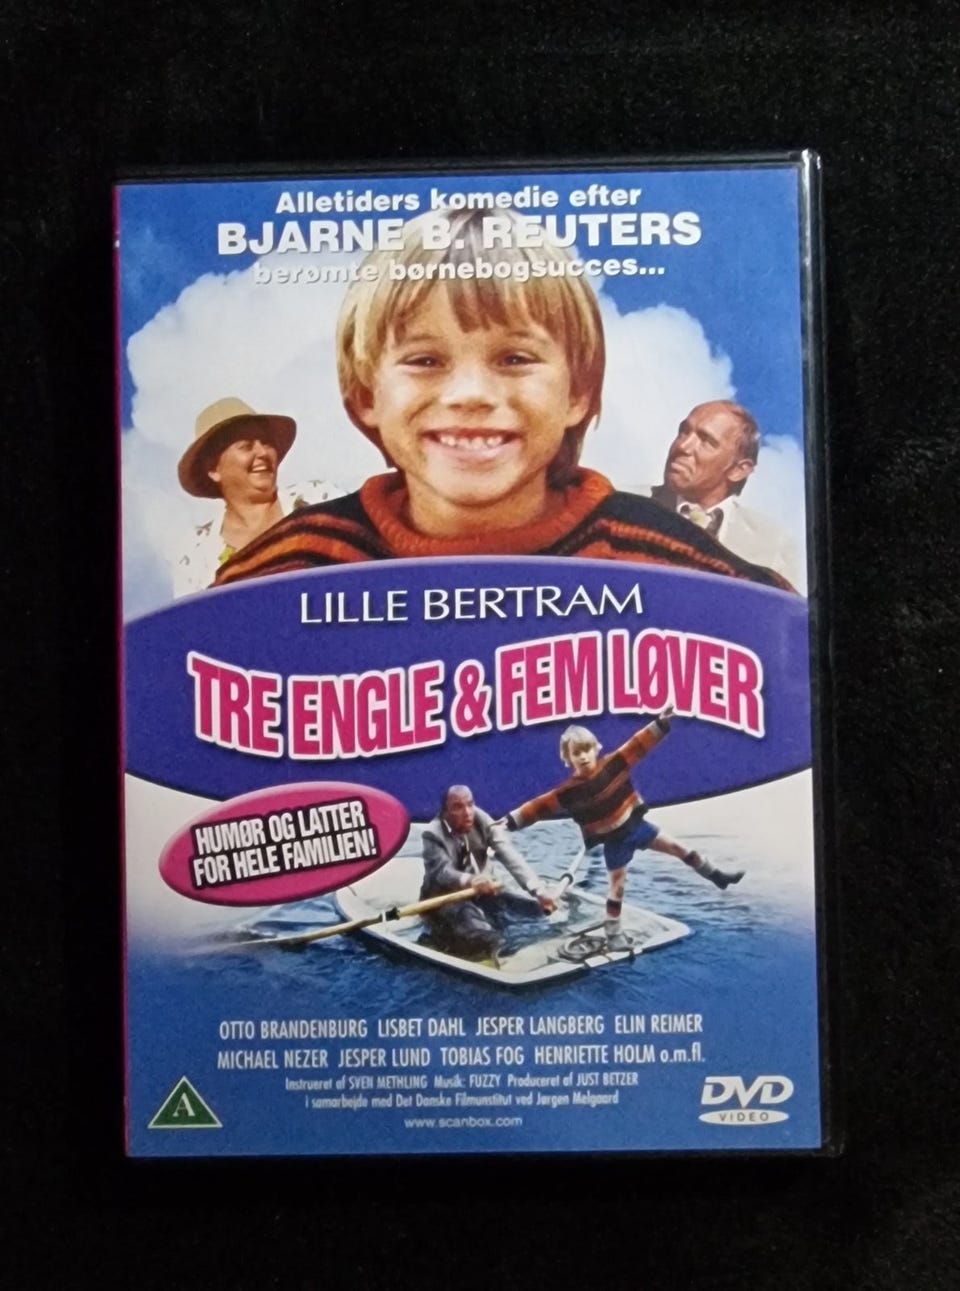 Alletiders komedie efter
BJARNE B. REUTERS
berømte børnebogsucces...
LILLE BERTRAM
TRE ENGLE & FEM LØVER
HUMØR OG LATTER
FOR HELE FAMILIEN!
OTTO BRANDENBURG LISBET DAHL JESPER LANGBERG ELIN REIMER
MICHAEL NEZER JESPER LUND TOBIAS FOG HENRIETTE HOLM o.m.fl.
Instrueret af SVEN METHLING Musik: FUZZY Produceret af JUST BETZER
i samarbejde med Det Danske Filmunstitut ved Jørgen Melgaard
www.scanbox.com
A
DVD
VIDEO